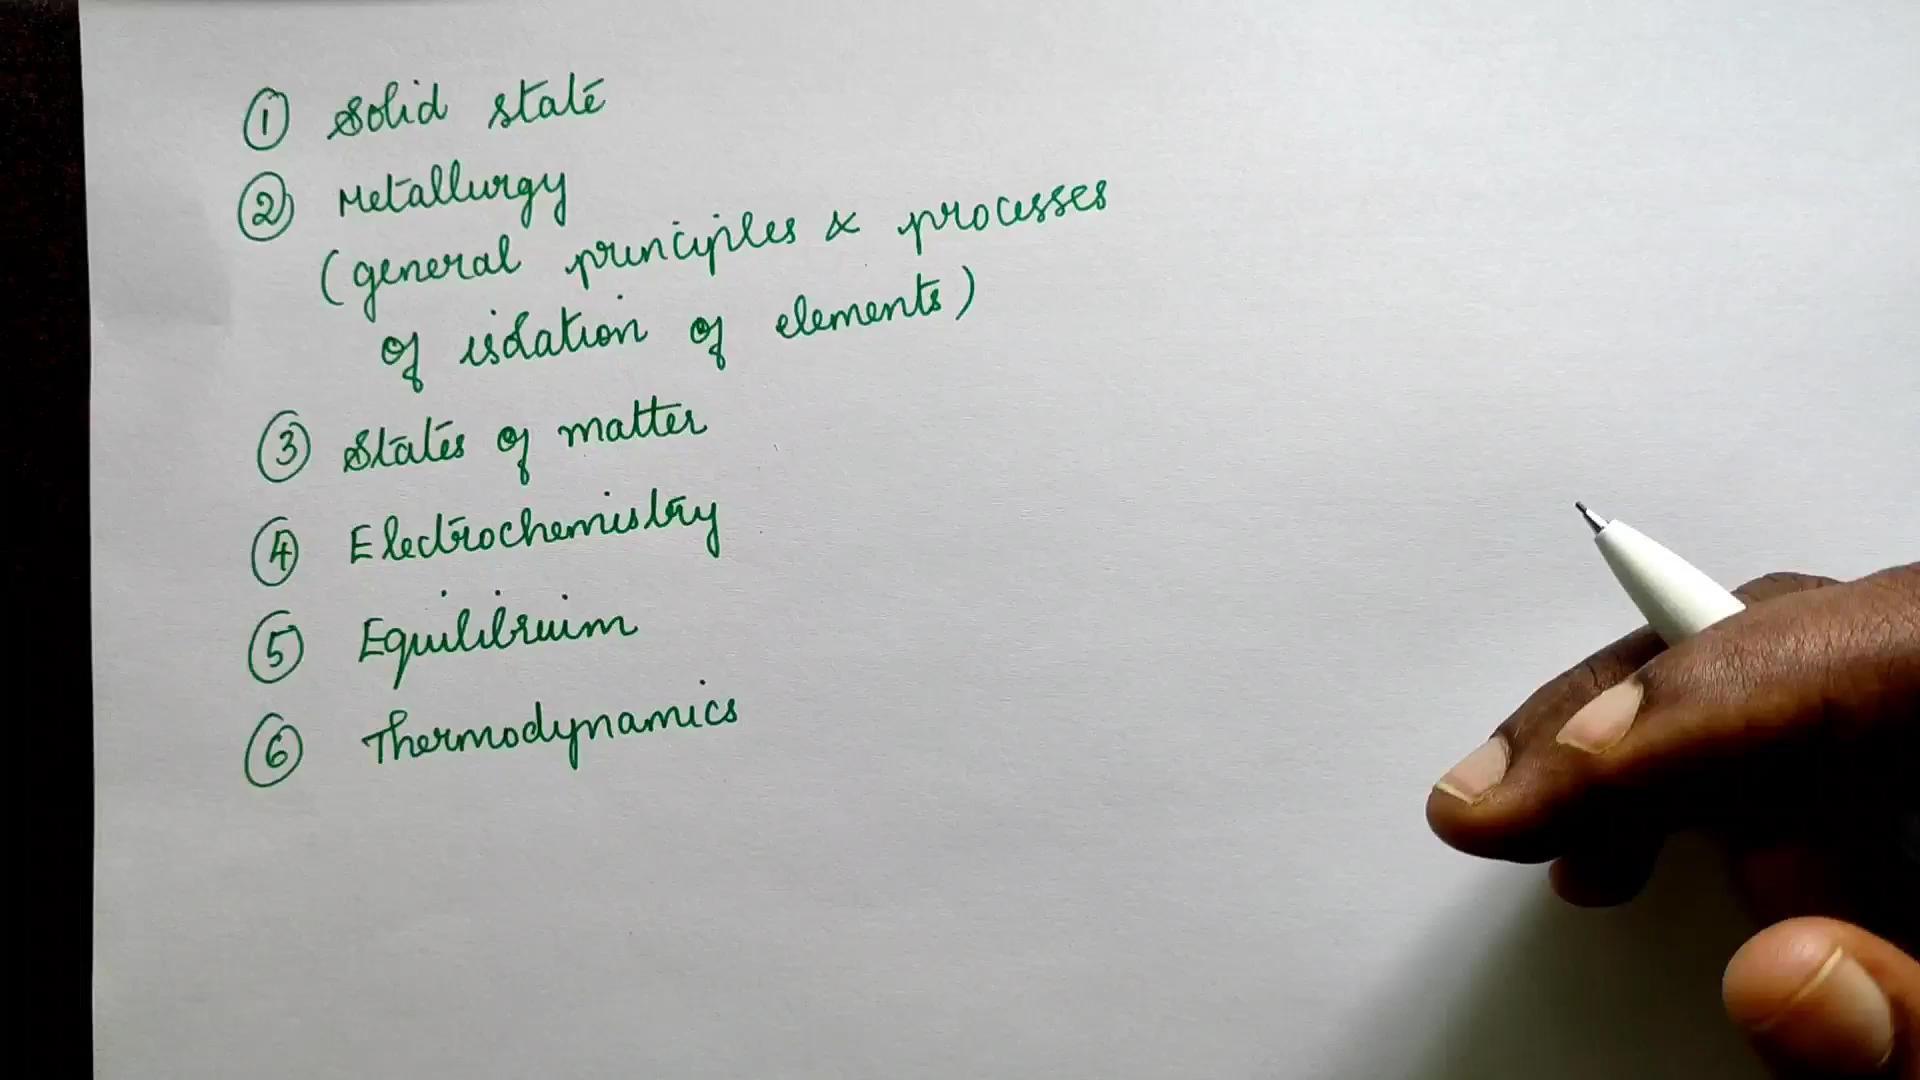 ① Solid state
② Metallurgy
(general principles & processes
of isolation of elements)
③ States of matter
④ Electrochemistry
⑤ Equilibrium
⑥ Thermodynamics